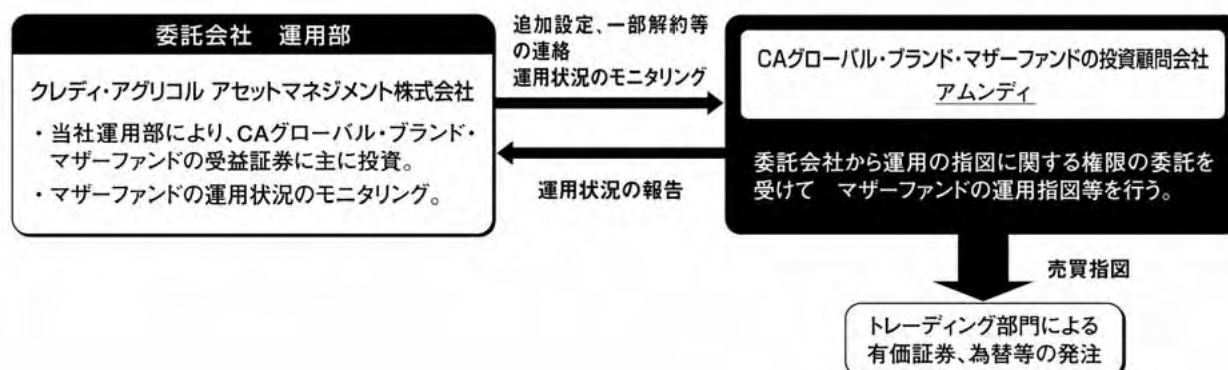 委託会社　運用部
クレディ・アグリコル アセットマネジメント株式会社
・当社運用部により、CAグローバル・ブランド・
マザーファンドの受益証券に主に投資。
・マザーファンドの運用状況のモニタリング。
追加設定、一部解約等
の連絡
運用状況のモニタリング
運用状況の報告
CAグローバル・ブランド・マザーファンドの投資顧問会社
アムンディ
委託会社から運用の指図に関する権限の委託を
受けて　マザーファンドの運用指図等を行う。
売買指図
トレーディング部門による
有価証券、為替等の発注